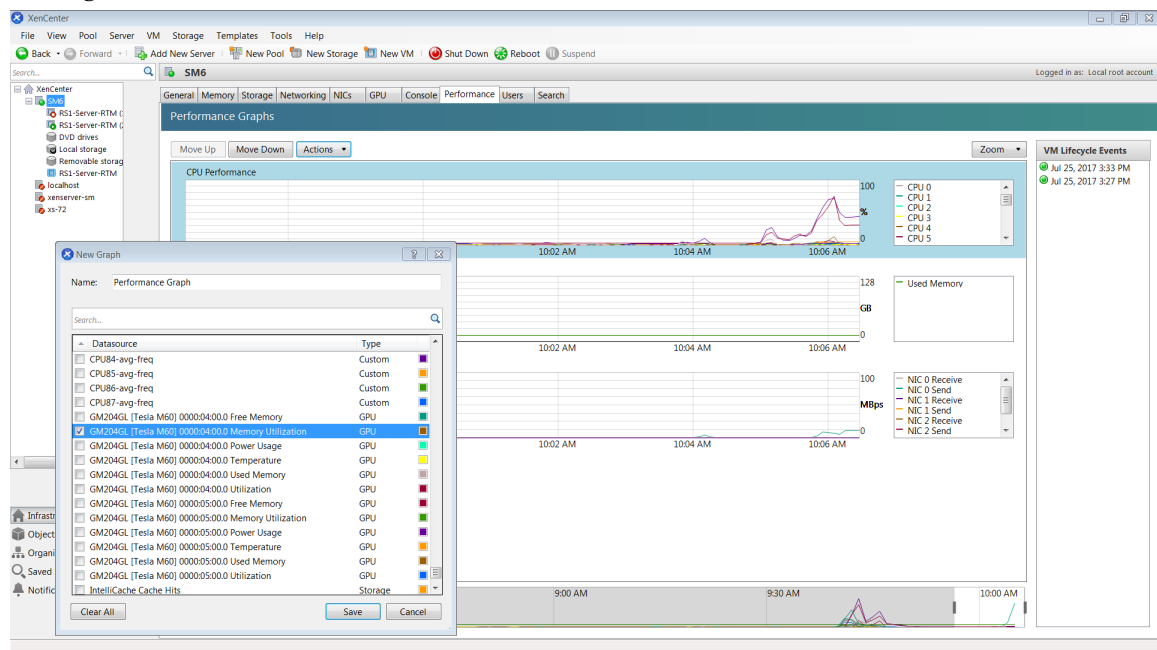 XenCenter
File View Pool Server VM Storage Templates Tools Help
Back Forward Add New Server New Pool New Storage New VM Shut Down Reboot Suspend
Search...
SM6
Logged in as: Local root account
XenCenter
SM6
RS1-Server-RTM (
RS1-Server-RTM (
DVD drives
Local storage
Removable storag
RS1-Server-RTM
localhost
xenserver-sm
xs-72
General Memory Storage Networking NICs GPU Console Performance Users Search
Performance Graphs
Move Up Move Down Actions Zoom
VM Lifecycle Events
Jul 25, 2017 3:33 PM
Jul 25, 2017 3:27 PM
CPU Performance
100
%
0
CPU 0
CPU 1
CPU 2
CPU 3
CPU 4
CPU 5
10:02 AM 10:04 AM 10:06 AM
128
GB
0
Used Memory
10:02 AM 10:04 AM 10:06 AM
100
MBps
0
NIC 0 Receive
NIC 0 Send
NIC 1 Receive
NIC 1 Send
NIC 2 Receive
NIC 2 Send
10:02 AM 10:04 AM 10:06 AM
New Graph
Name: Performance Graph
Search...
Datasource Type
CPU84-avg-freq Custom
CPU85-avg-freq Custom
CPU86-avg-freq Custom
CPU87-avg-freq Custom
GM204GL [Tesla M60] 0000:04:00.0 Free Memory GPU
GM204GL [Tesla M60] 0000:04:00.0 Memory Utilization GPU
GM204GL [Tesla M60] 0000:04:00.0 Power Usage GPU
GM204GL [Tesla M60] 0000:04:00.0 Temperature GPU
GM204GL [Tesla M60] 0000:04:00.0 Used Memory GPU
GM204GL [Tesla M60] 0000:04:00.0 Utilization GPU
GM204GL [Tesla M60] 0000:05:00.0 Free Memory GPU
GM204GL [Tesla M60] 0000:05:00.0 Memory Utilization GPU
GM204GL [Tesla M60] 0000:05:00.0 Power Usage GPU
GM204GL [Tesla M60] 0000:05:00.0 Temperature GPU
GM204GL [Tesla M60] 0000:05:00.0 Used Memory GPU
GM204GL [Tesla M60] 0000:05:00.0 Utilization GPU
IntelliCache Cache Hits Storage
Clear All Save Cancel
Infrastr
Object
Organi
Saved
Notific
9:00 AM 9:30 AM 10:00 AM